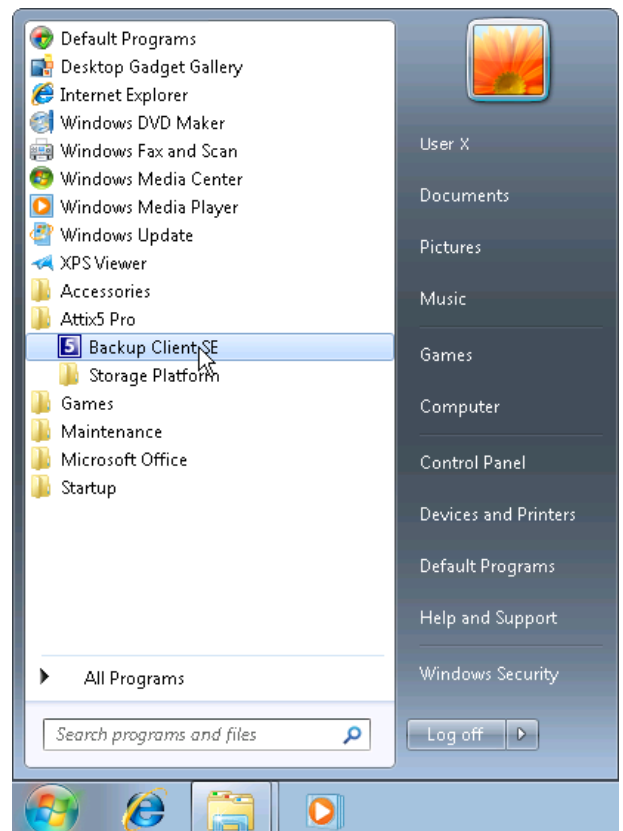 Default Programs
Desktop Gadget Gallery
Internet Explorer
Windows DVD Maker
Windows Fax and Scan
Windows Media Center
Windows Media Player
Windows Update
XPS Viewer
Accessories
Attix5 Pro
5 Backup Client SE
Storage Platform
Games
Maintenance
Microsoft Office
Startup
All Programs
Search programs and files
User X
Documents
Pictures
Music
Games
Computer
Control Panel
Devices and Printers
Default Programs
Help and Support
Windows Security
Log off